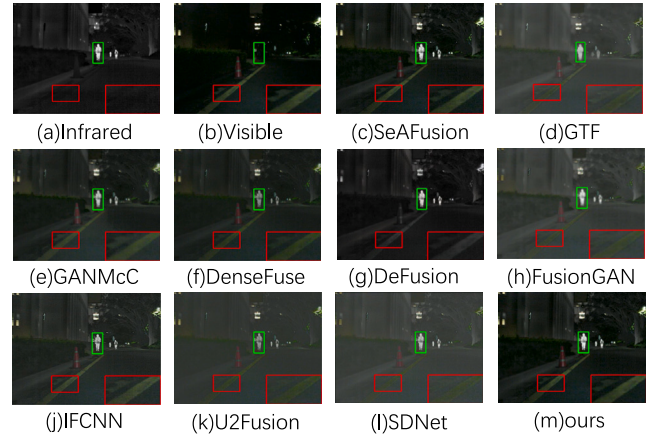 (a)Infrared
(b)Visible
(c)SeAFusion
(d)GTF
(e)GANMcC
(f)DenseFuse
(g)DeFusion
(h)FusionGAN
(j)IFCNN
(k)U2Fusion
(l)SDNet
(m)ours